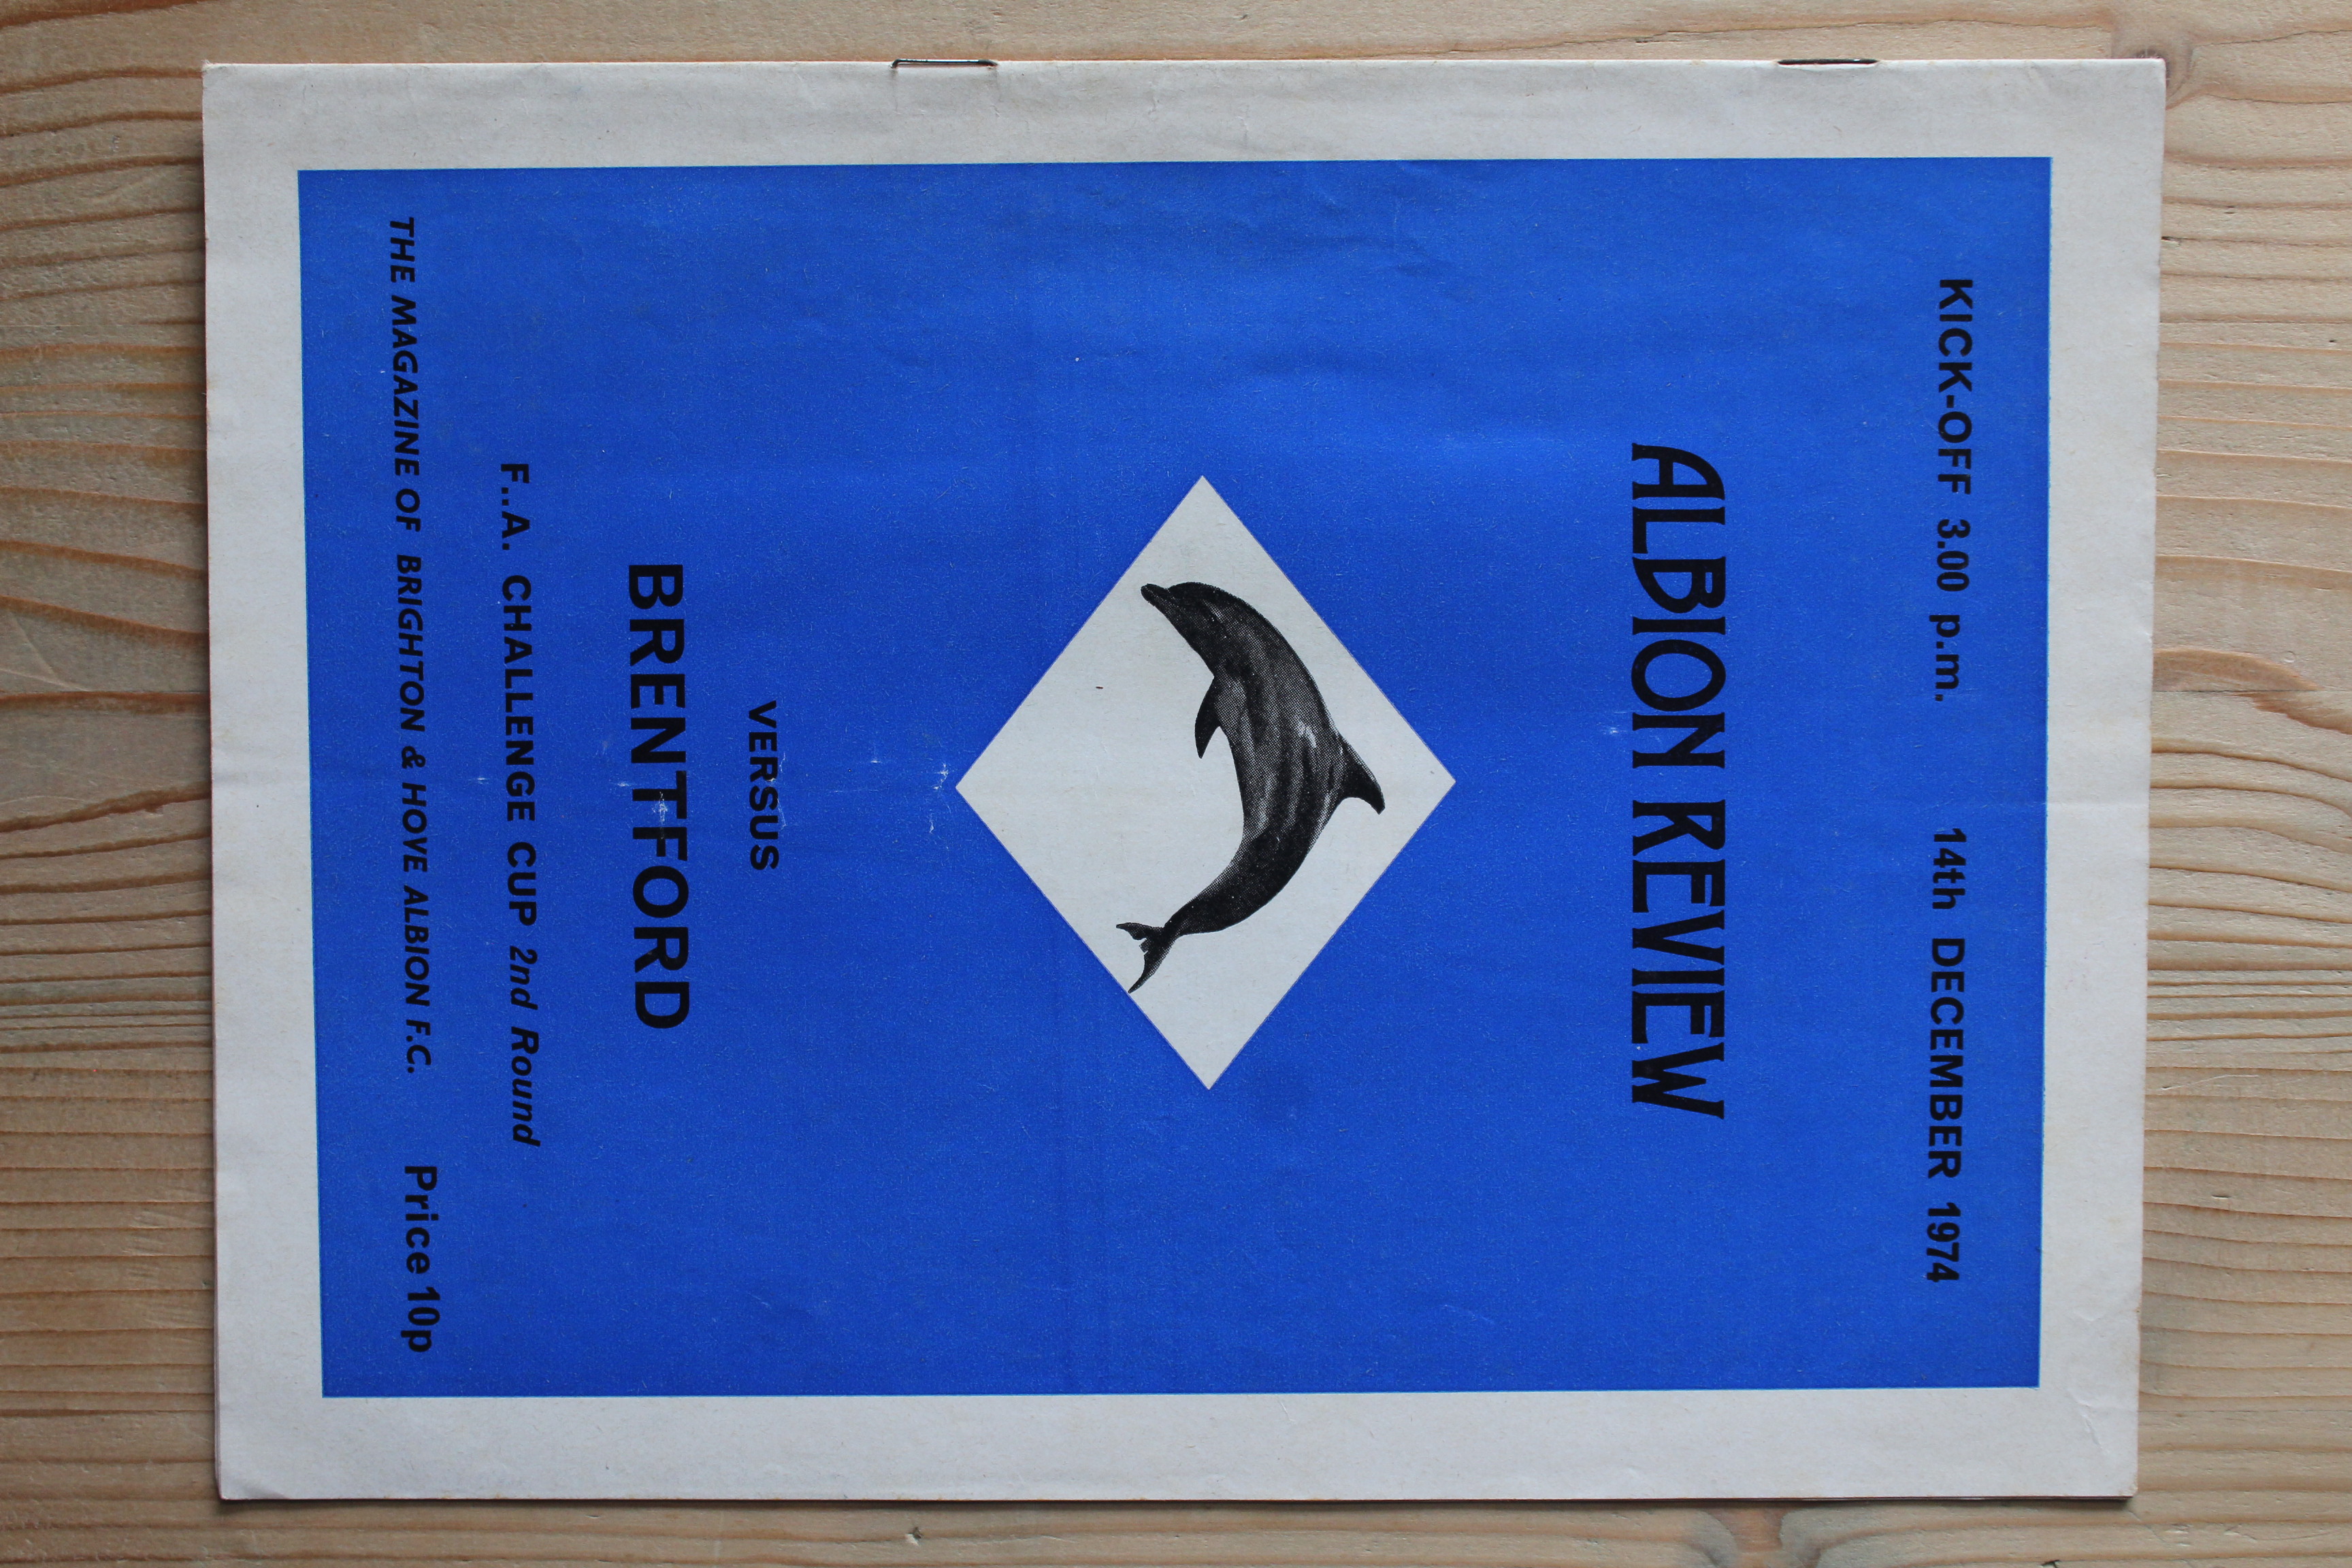 KICK-OFF 3.00 p.m. 14th DECEMBER 1974
ALBION REVIEW
VERSUS
BRENTFORD
F..A. CHALLENGE CUP 2nd Round
THE MAGAZINE OF BRIGHTON & HOVE ALBION F.C. Price 10p